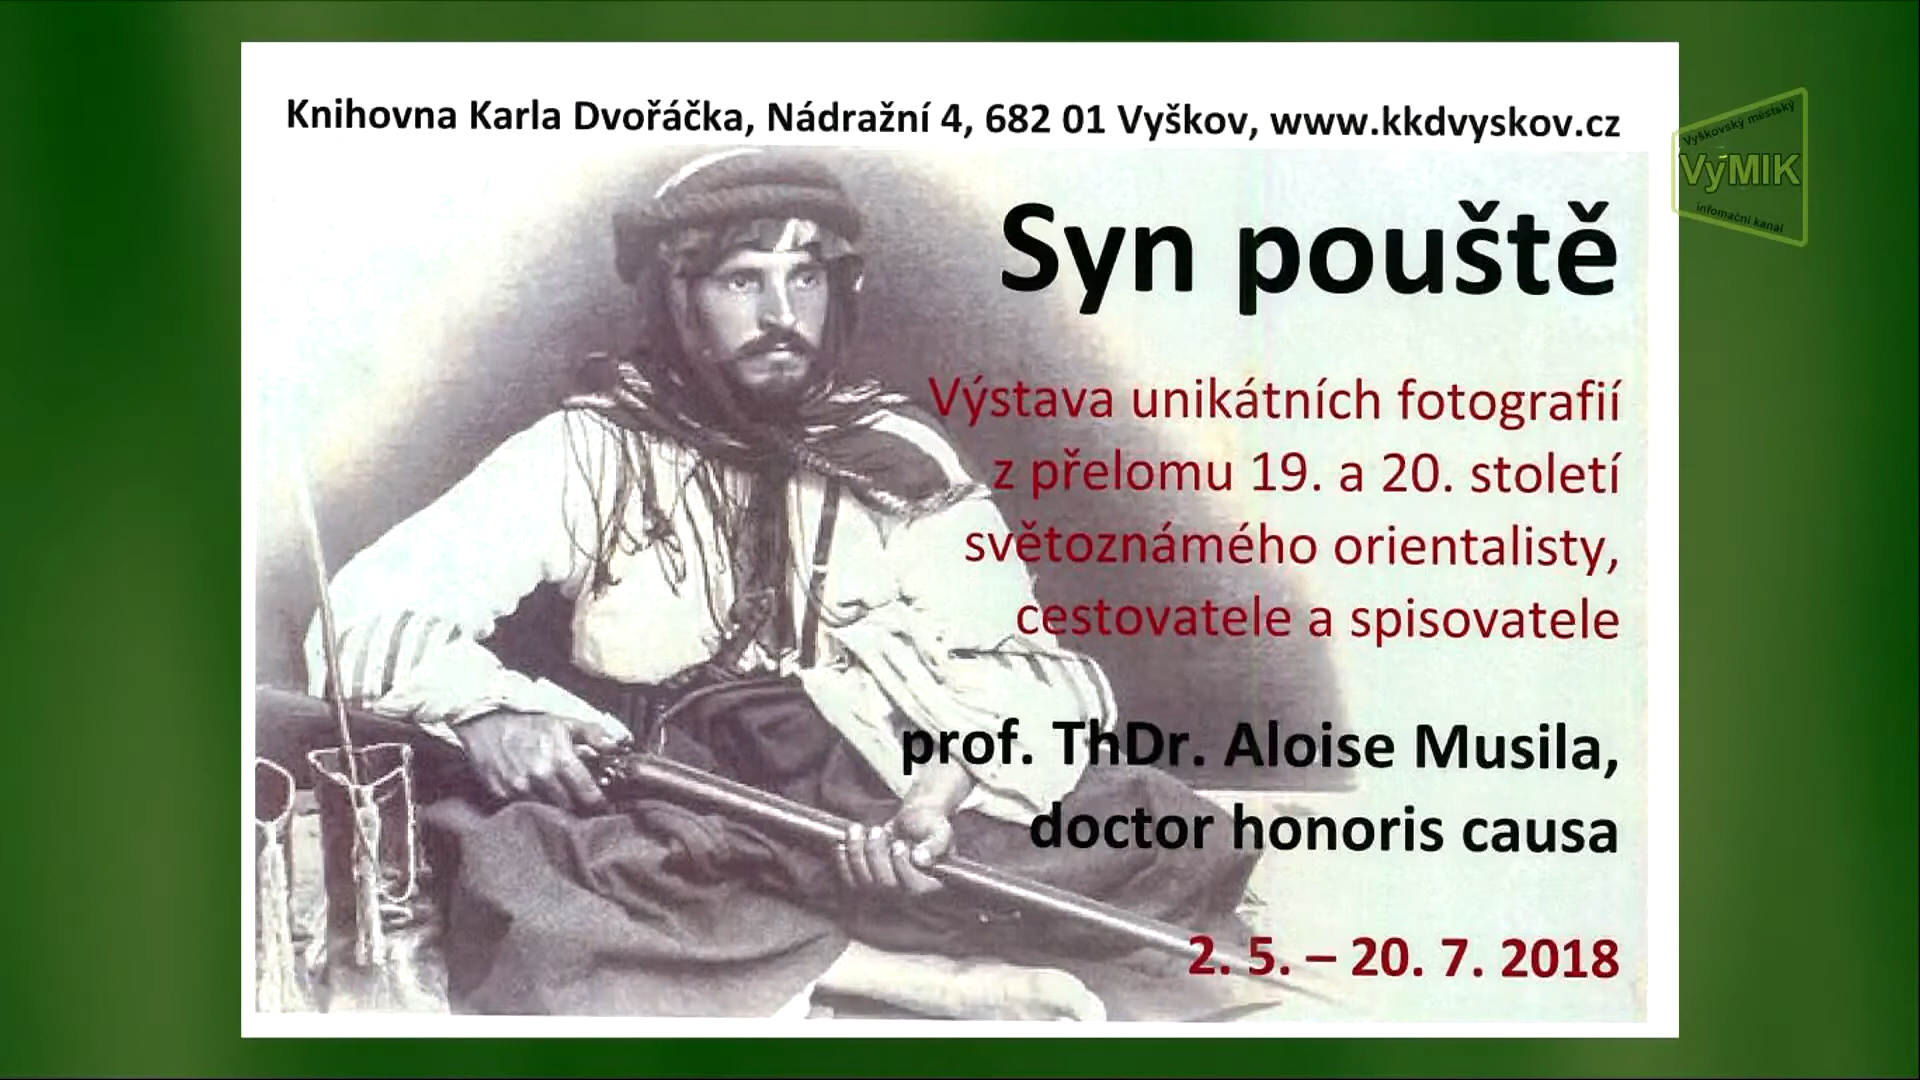 Knihovna Karla Dvořáčka, Nádražní 4, 682 01 Vyškov, www.kkdvyskov.cz
Syn pouště
Výstava unikátních fotografií
z přelomu 19. a 20. století
světoznámého orientalisty,
cestovatele a spisovatele
prof. ThDr. Aloise Musila,
doctor honoris causa
2. 5. – 20. 7. 2018
Vyškovský městský
VyMIK
infomační kanál